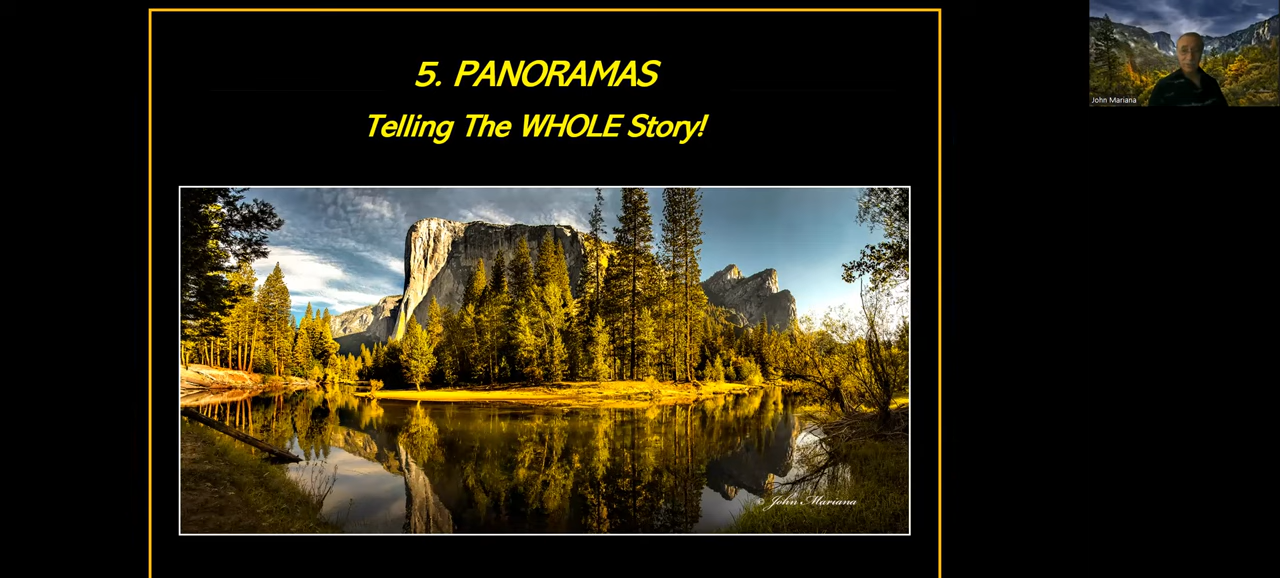 5. PANORAMAS
Telling The WHOLE Story!
John Mariana
© John Mariana